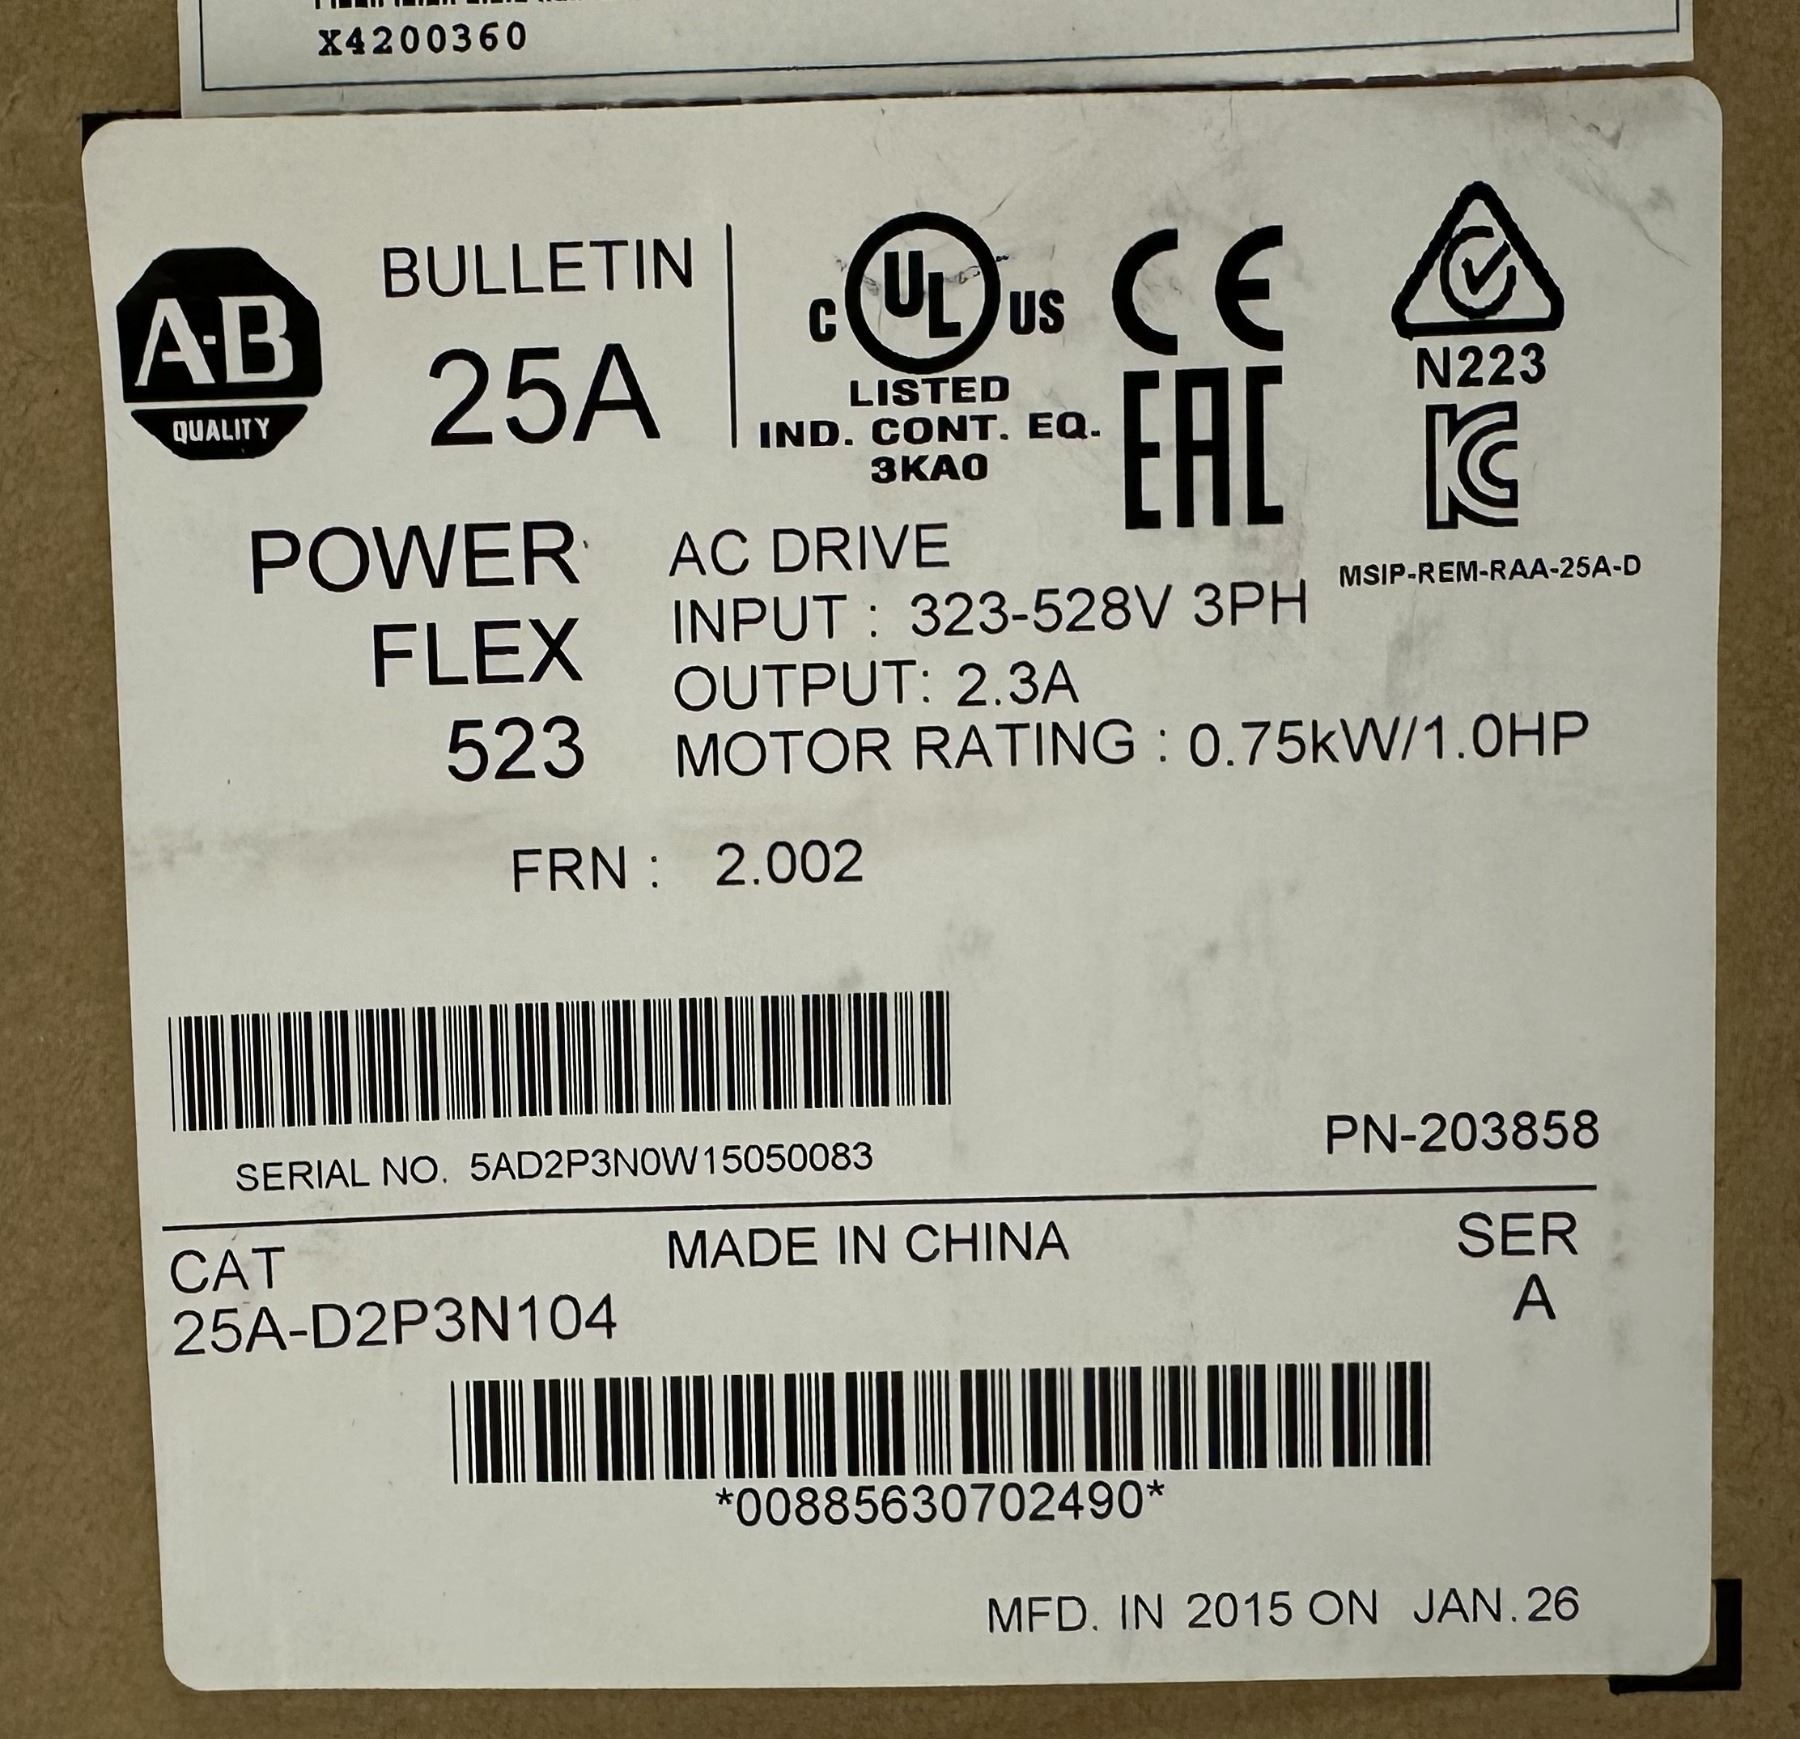 X4200360
A-B
QUALITY
BULLETIN
25A
C UL US
LISTED
IND. CONT. EQ.
3KA0
CE
EAC
N223
KC
MSIP-REM-RAA-25A-D
POWER
FLEX
523
AC DRIVE
INPUT : 323-528V 3PH
OUTPUT: 2.3A
MOTOR RATING : 0.75kW/1.0HP
FRN : 2.002
SERIAL NO. 5AD2P3N0W15050083
PN-203858
CAT
25A-D2P3N104
MADE IN CHINA
SER
A
*00885630702490*
MFD. IN 2015 ON JAN. 26